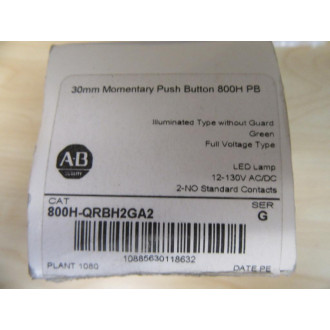 30mm Momentary Push Button 800H PB
Illuminated Type without Guard
Green
Full Voltage Type
A·B
LED Lamp
12-130V AC/DC
2-NO Standard Contacts
CAT
SER
800H-QRBH2GA2
G
10885630118632
PLANT 1080
DATE PE